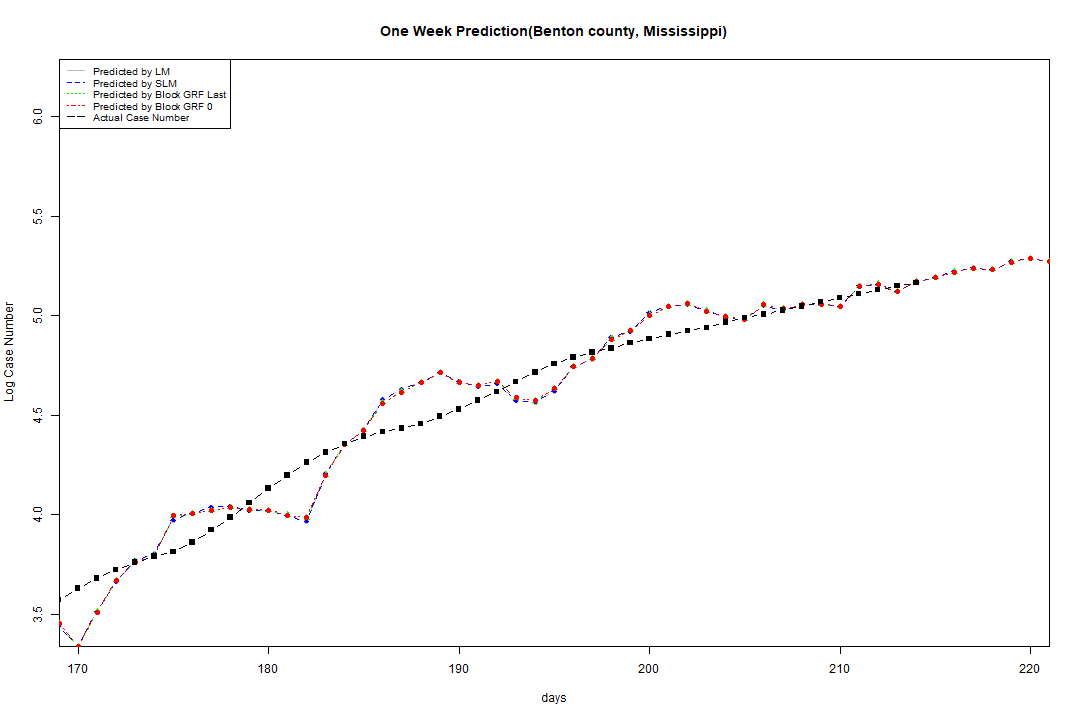 One Week Prediction(Benton county, Mississippi)
Predicted by LM
Predicted by SLM
Predicted by Block GRF Last
Predicted by Block GRF 0
Actual Case Number
6.0
5.5
5.0
4.5
4.0
3.5
Log Case Number
170 180 190 200 210 220
days